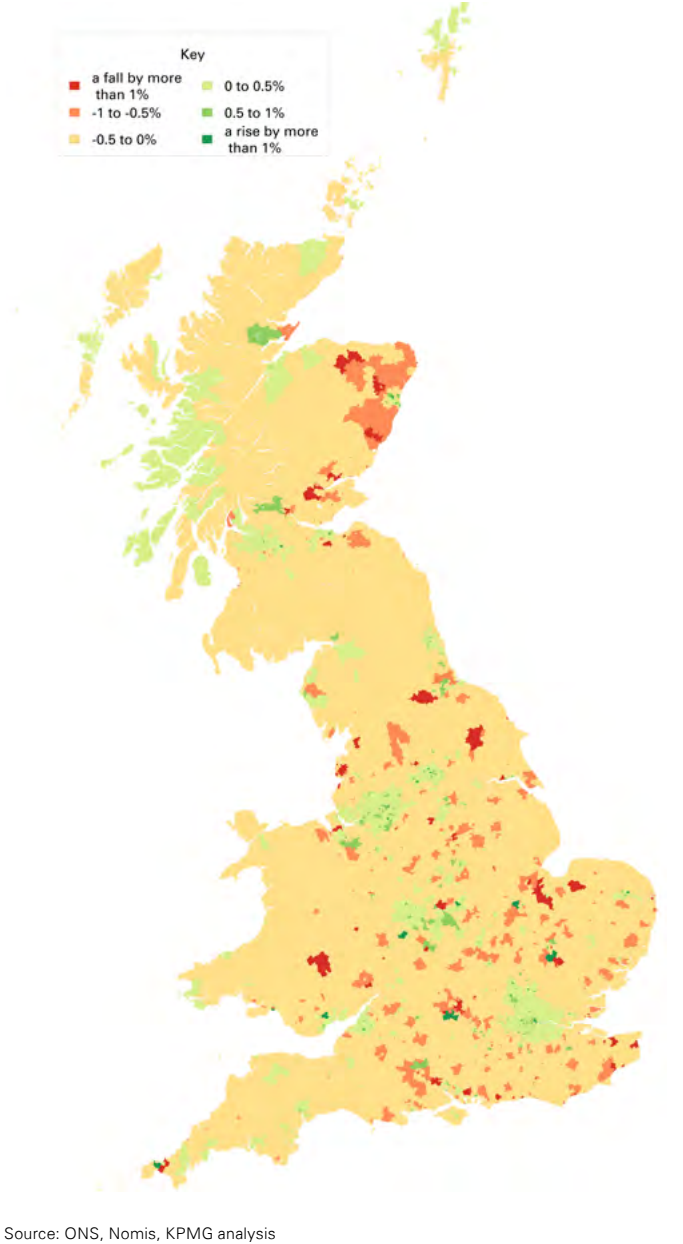 Key
a fall by more
than 1%
-1 to -0.5%
-0.5 to 0%
0 to 0.5%
0.5 to 1%
a rise by more
than 1%
Source: ONS, Nomis, KPMG analysis